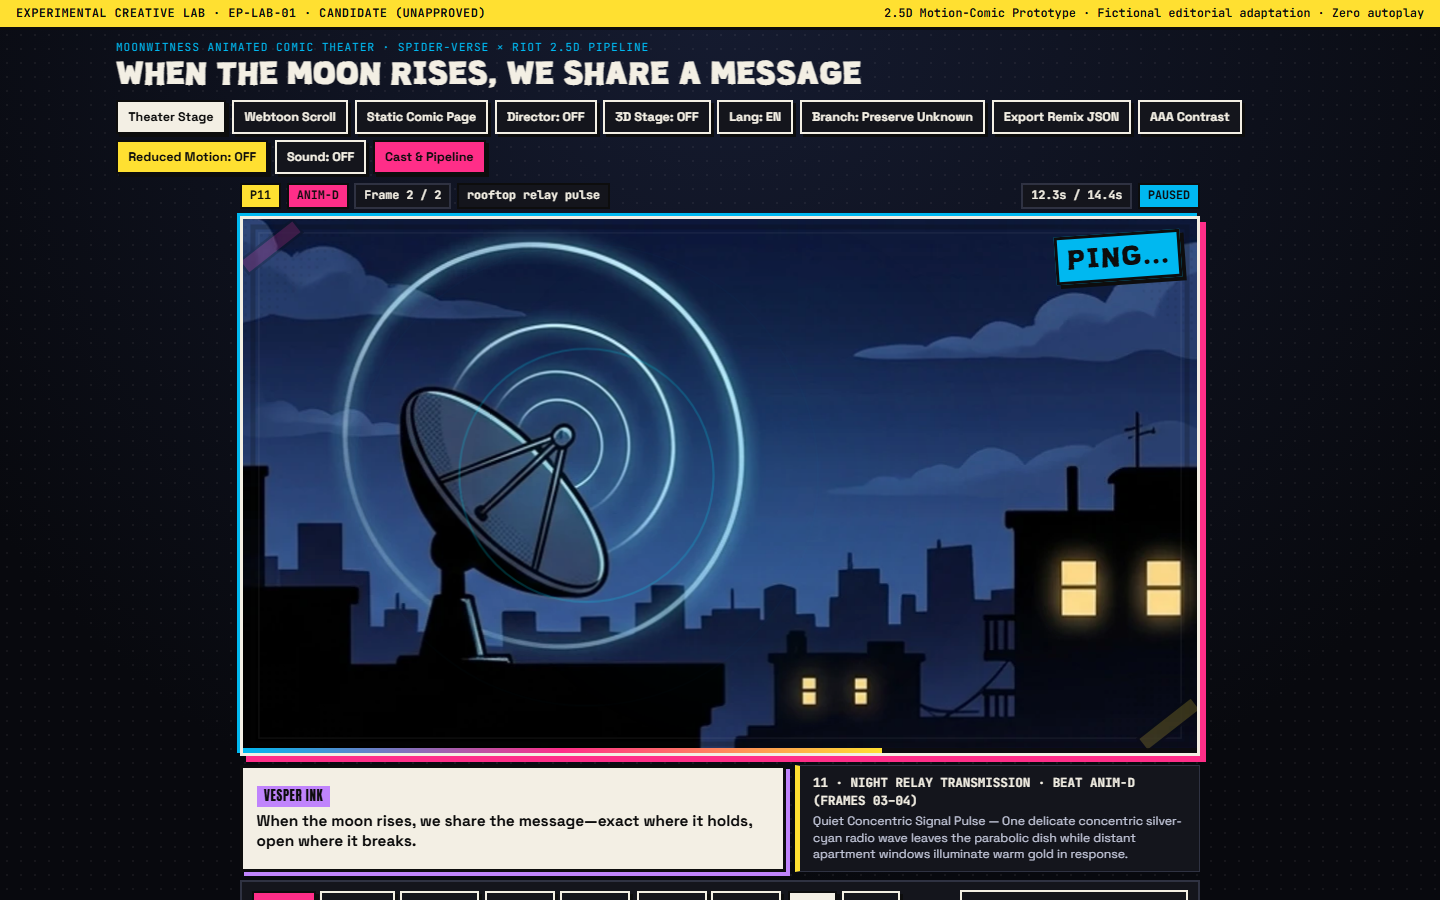 EXPERIMENTAL CREATIVE LAB · EP-LAB-01 · CANDIDATE (UNAPPROVED)
2.5D Motion-Comic Prototype · Fictional editorial adaptation · Zero autoplay
MOONWITNESS ANIMATED COMIC THEATER · SPIDER-VERSE × RIOT 2.5D PIPELINE
WHEN THE MOON RISES, WE SHARE A MESSAGE
Theater Stage
Webtoon Scroll
Static Comic Page
Director: OFF
3D Stage: OFF
Lang: EN
Branch: Preserve Unknown
Export Remix JSON
AAA Contrast
Reduced Motion: OFF
Sound: OFF
Cast & Pipeline
P11
ANIM-D
Frame 2 / 2
rooftop relay pulse
12.3s / 14.4s
PAUSED
PING...
VESPER INK
When the moon rises, we share the message—exact where it holds,
open where it breaks.
11 · NIGHT RELAY TRANSMISSION · BEAT ANIM-D
(FRAMES 03–04)
Quiet Concentric Signal Pulse — One delicate concentric silver-
cyan radio wave leaves the parabolic dish while distant
apartment windows illuminate warm gold in response.